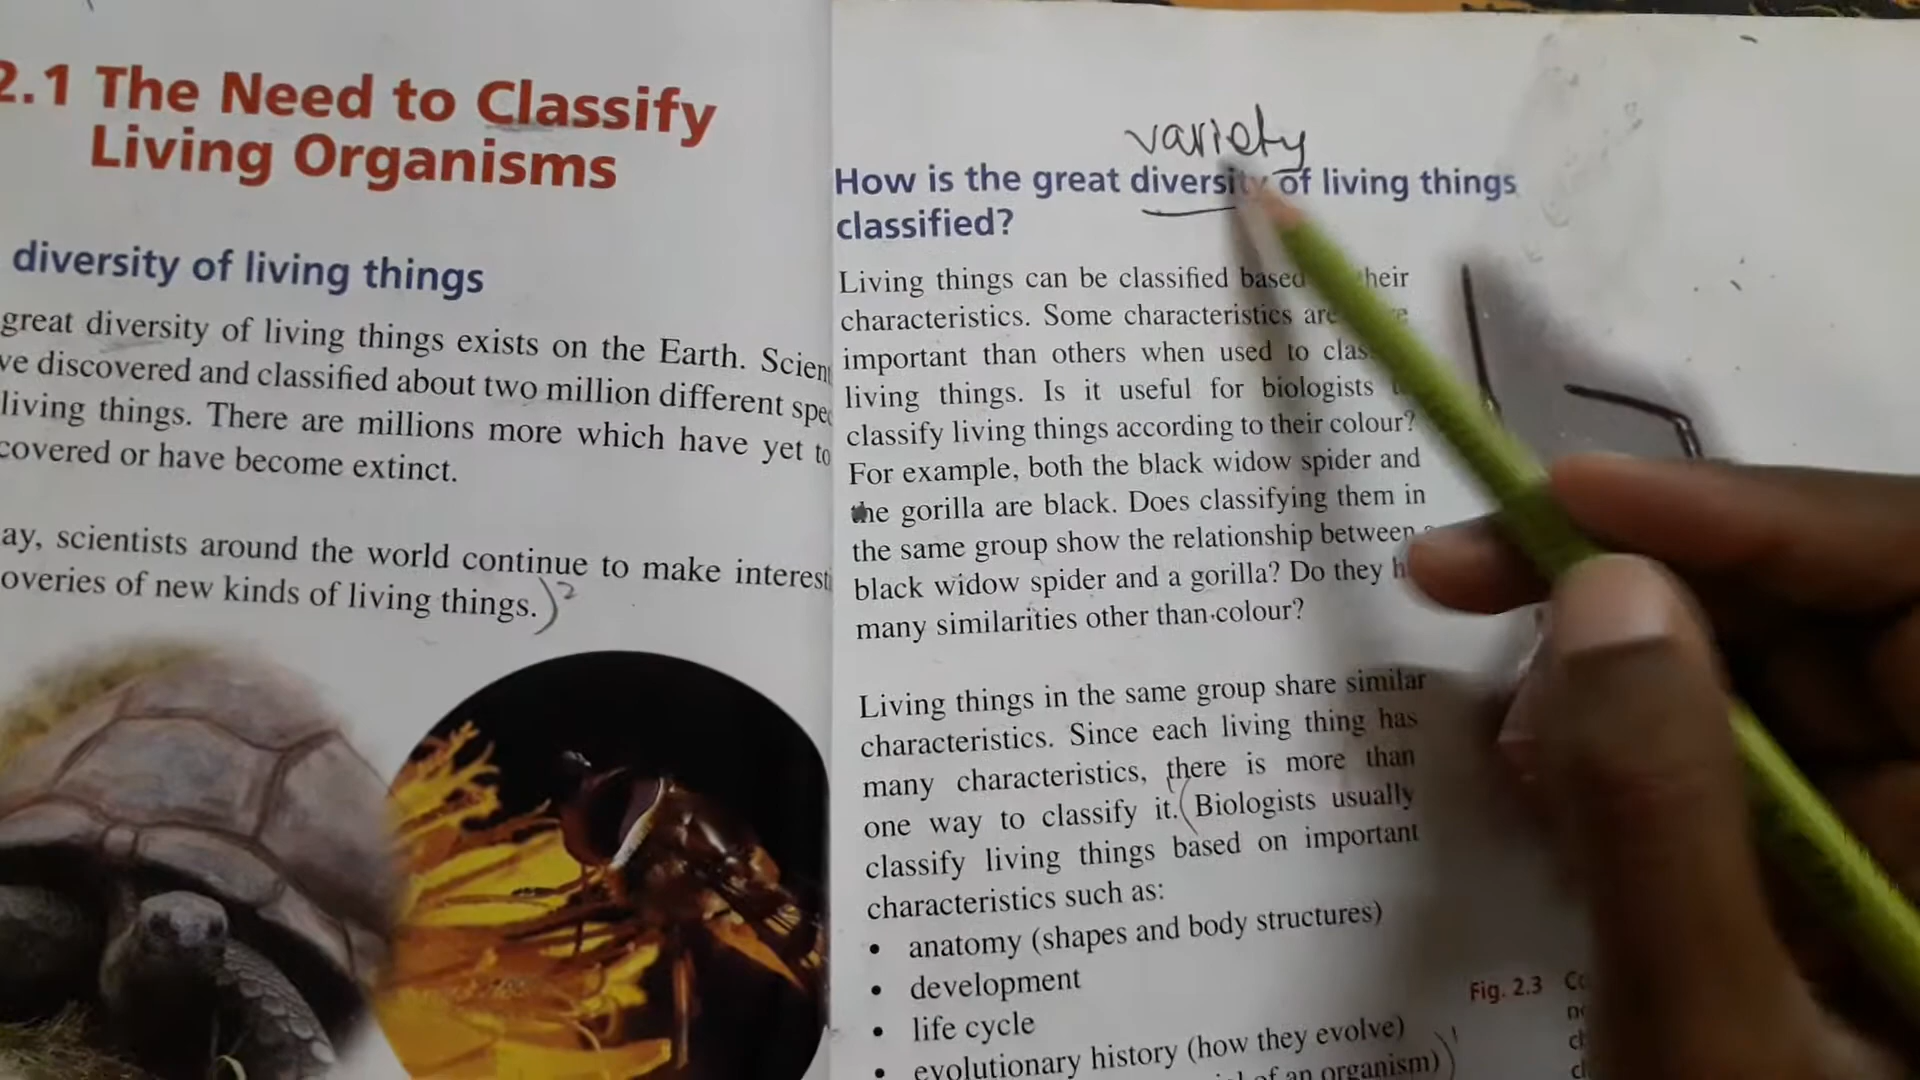 2.1 The Need to Classify
Living Organisms
diversity of living things
great diversity of living things exists on the Earth.
discovered and classified about two million different
living things. There are millions more which have yet to
covered or have become extinct.
ay, scientists around the world continue to make interest
overies of new kinds of living things.
variety
How is the great diversity of living things
classified?
Living things can be classified based their
characteristics. Some characteristics are
important than others when used to
living things. Is it useful for biologists
classify living things according to their colour?
For example, both the black widow spider and
the gorilla are black. Does classifying them in
the same group show the relationship between
black widow spider and a gorilla? Do they
many similarities other than colour?
Living things in the same group share similar
characteristics. Since each living thing has
many characteristics, there is more than
one way to classify it. Biologists usually
classify living things based on important
characteristics such as:
• anatomy (shapes and body structures)
• development
• life cycle
• evolutionary history (how they evolve)
of an organism)
Fig. 2.3